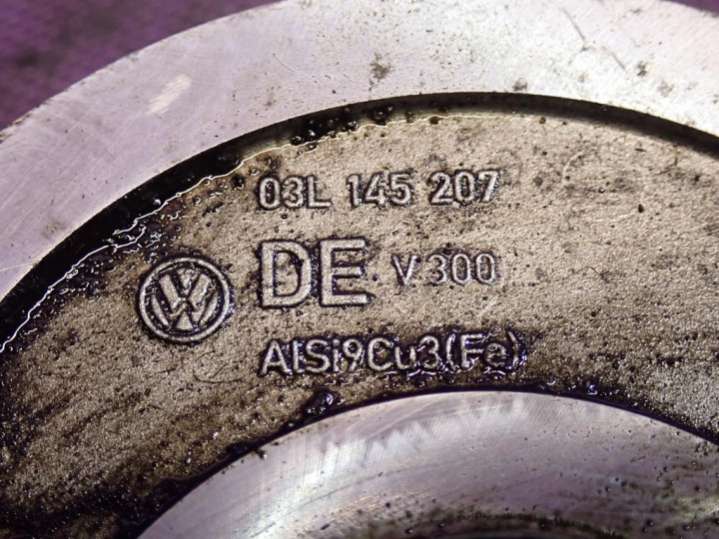 03L 145 207
DE V300
AlSi9Cu3(Fe)